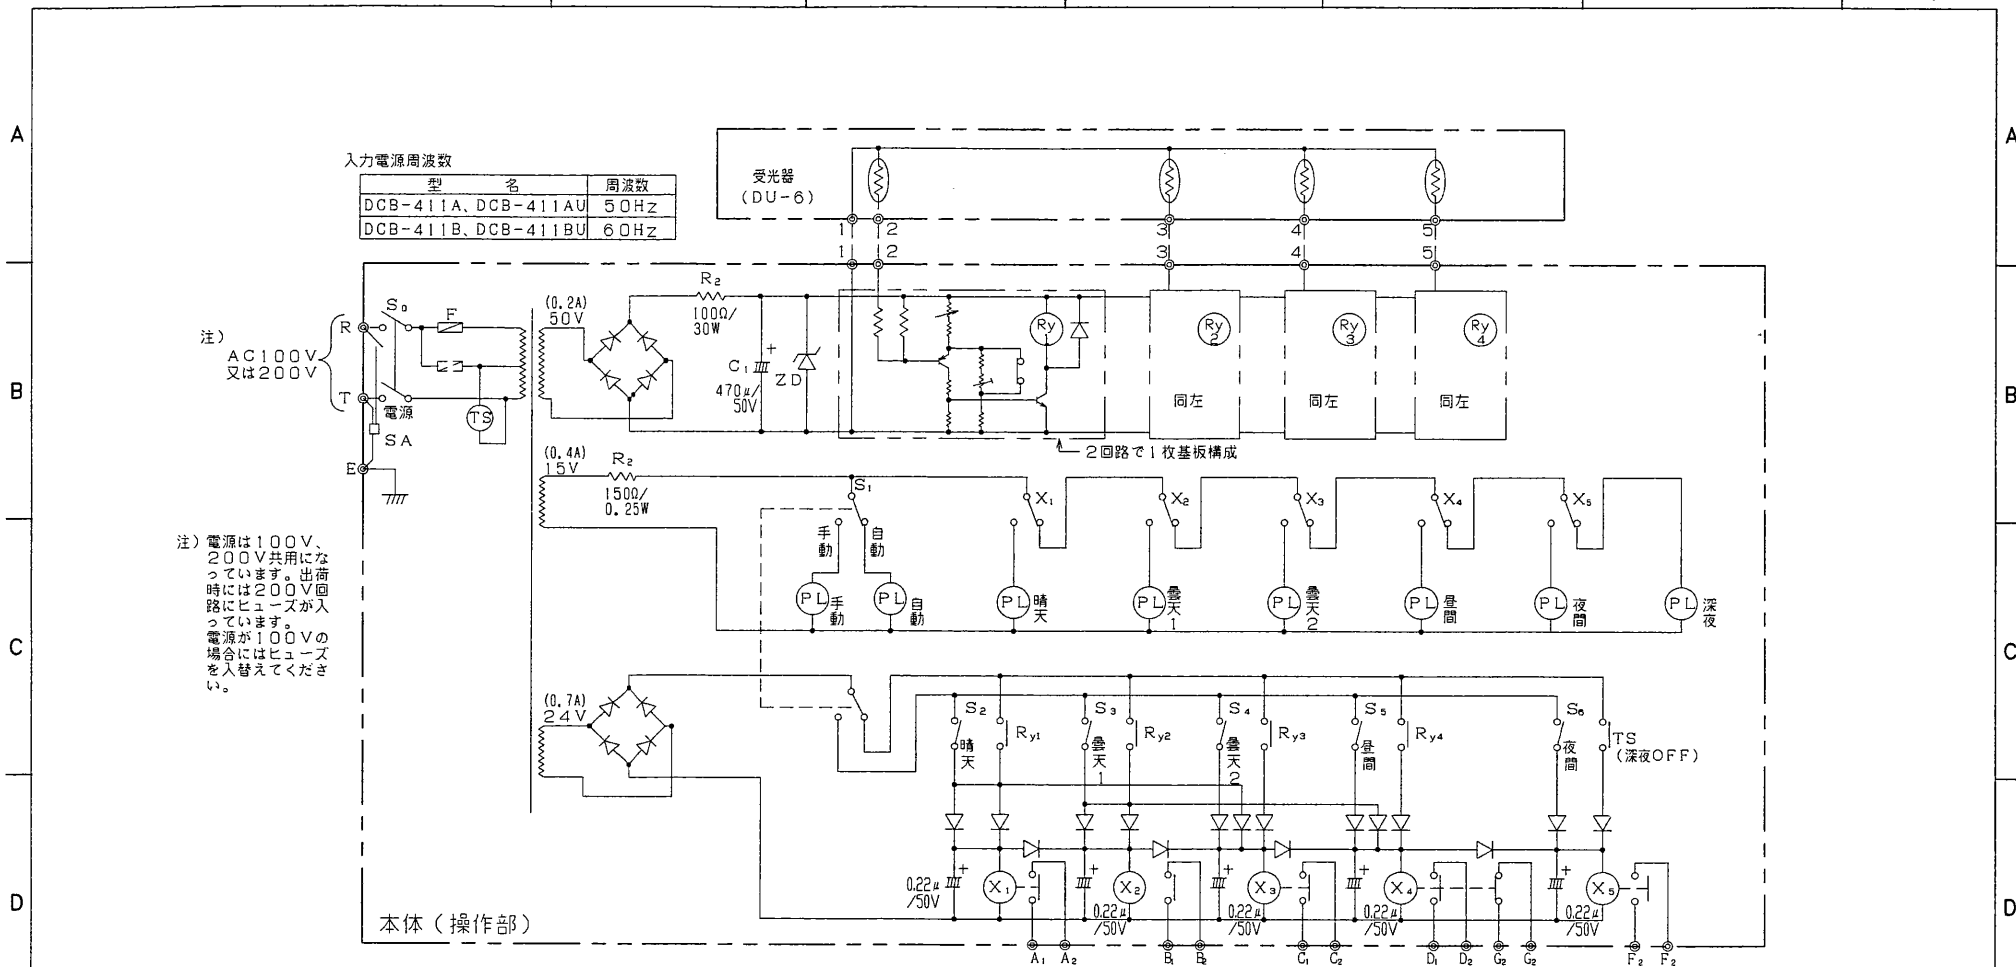 A
A
入力電源周波数
型 名 周波数
DCB-411A、DCB-411AU 50Hz
DCB-411B、DCB-411BU 60Hz
受光器
(DU-6)
1 2 3 4 5
1 2 3 4 5
注)
AC100V
又は200V
R
T
E
S₀
F
電源
TS
SA
(0.2A)
50V
R₂
100Ω/
30W
C₁
+
470μ/
50V
ZD
Ry
1
Ry
2
Ry
3
Ry
4
同左
同左
同左
2回路で1枚基板構成
B
B
(0.4A)
15V
R₂
150Ω/
0.25W
S₁
手動
自動
X₁
X₂
X₃
X₄
X₅
PL 手動
PL 自動
PL 晴天
PL 曇天1
PL 曇天2
PL 昼間
PL 夜間
PL 深夜
注) 電源は100V、
200V共用にな
っています。出荷
時には200V回
路にヒューズが入
っています。
電源が100Vの
場合にはヒューズ
を入替えてくださ
い。
C
C
(0.7A)
24V
S₂
晴天
Ry1
S₃
曇天1
Ry2
S₄
曇天2
Ry3
S₅
昼間
Ry4
S₆
夜間
TS
(深夜OFF)
+
0.22μ
/50V
X₁
+
X₂
0.22μ
/50V
+
X₃
0.22μ
/50V
+
X₄
0.22μ
/50V
+
X₅
0.22μ
/50V
D
D
本体(操作部)
A₁ A₂ B₁ B₂ C₁ C₂ D₁ D₂ G₂ G₂ F₂ F₂